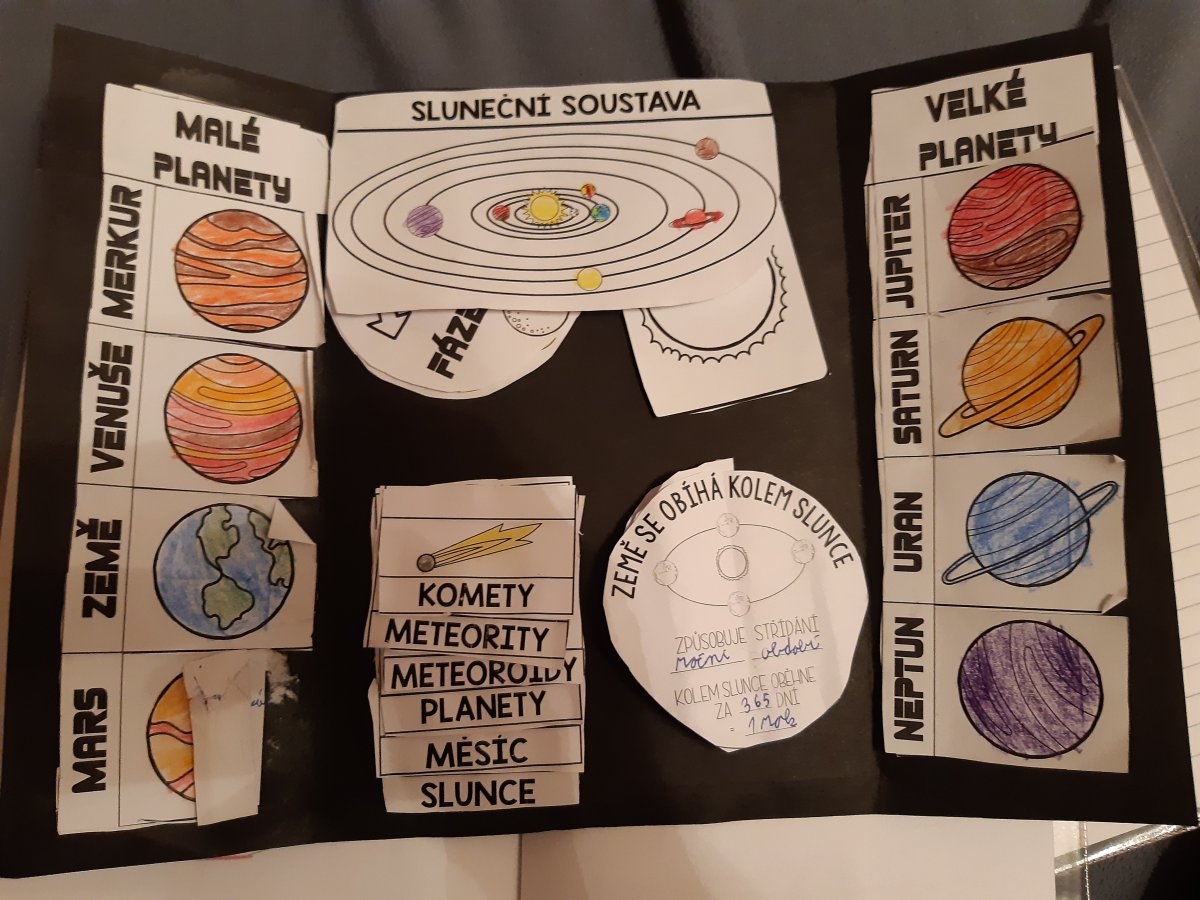 MALÉ
PLANETY
MERKUR
VENUŠE
ZEMĚ
MARS
SLUNEČNÍ SOUSTAVA
FÁZE
KOMETY
METEORITY
METEOROIDY
PLANETY
MĚSÍC
SLUNCE
ZEMĚ SE OBÍHÁ KOLEM SLUNCE
ZPŮSOBUJE STŘÍDÁNÍ
roční období
KOLEM SLUNCE OBĚHNE
ZA 365 DNÍ
= 1 rok
VELKÉ
PLANETY
JUPITER
SATURN
URAN
NEPTUN